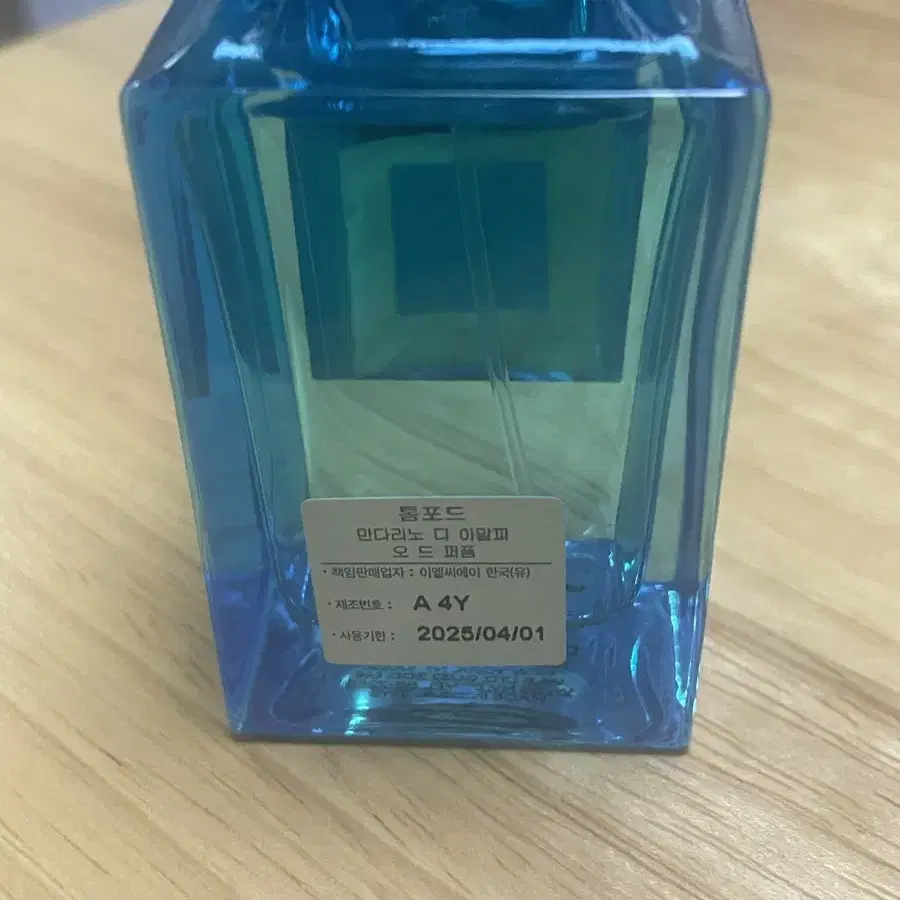 톰포드
만다리노 디 아말피
오 드 퍼퓸
· 책임판매업자 : 이엘씨에이 한국(유)
· 제조번호 : A 4Y
· 사용기한 : 2025/04/01